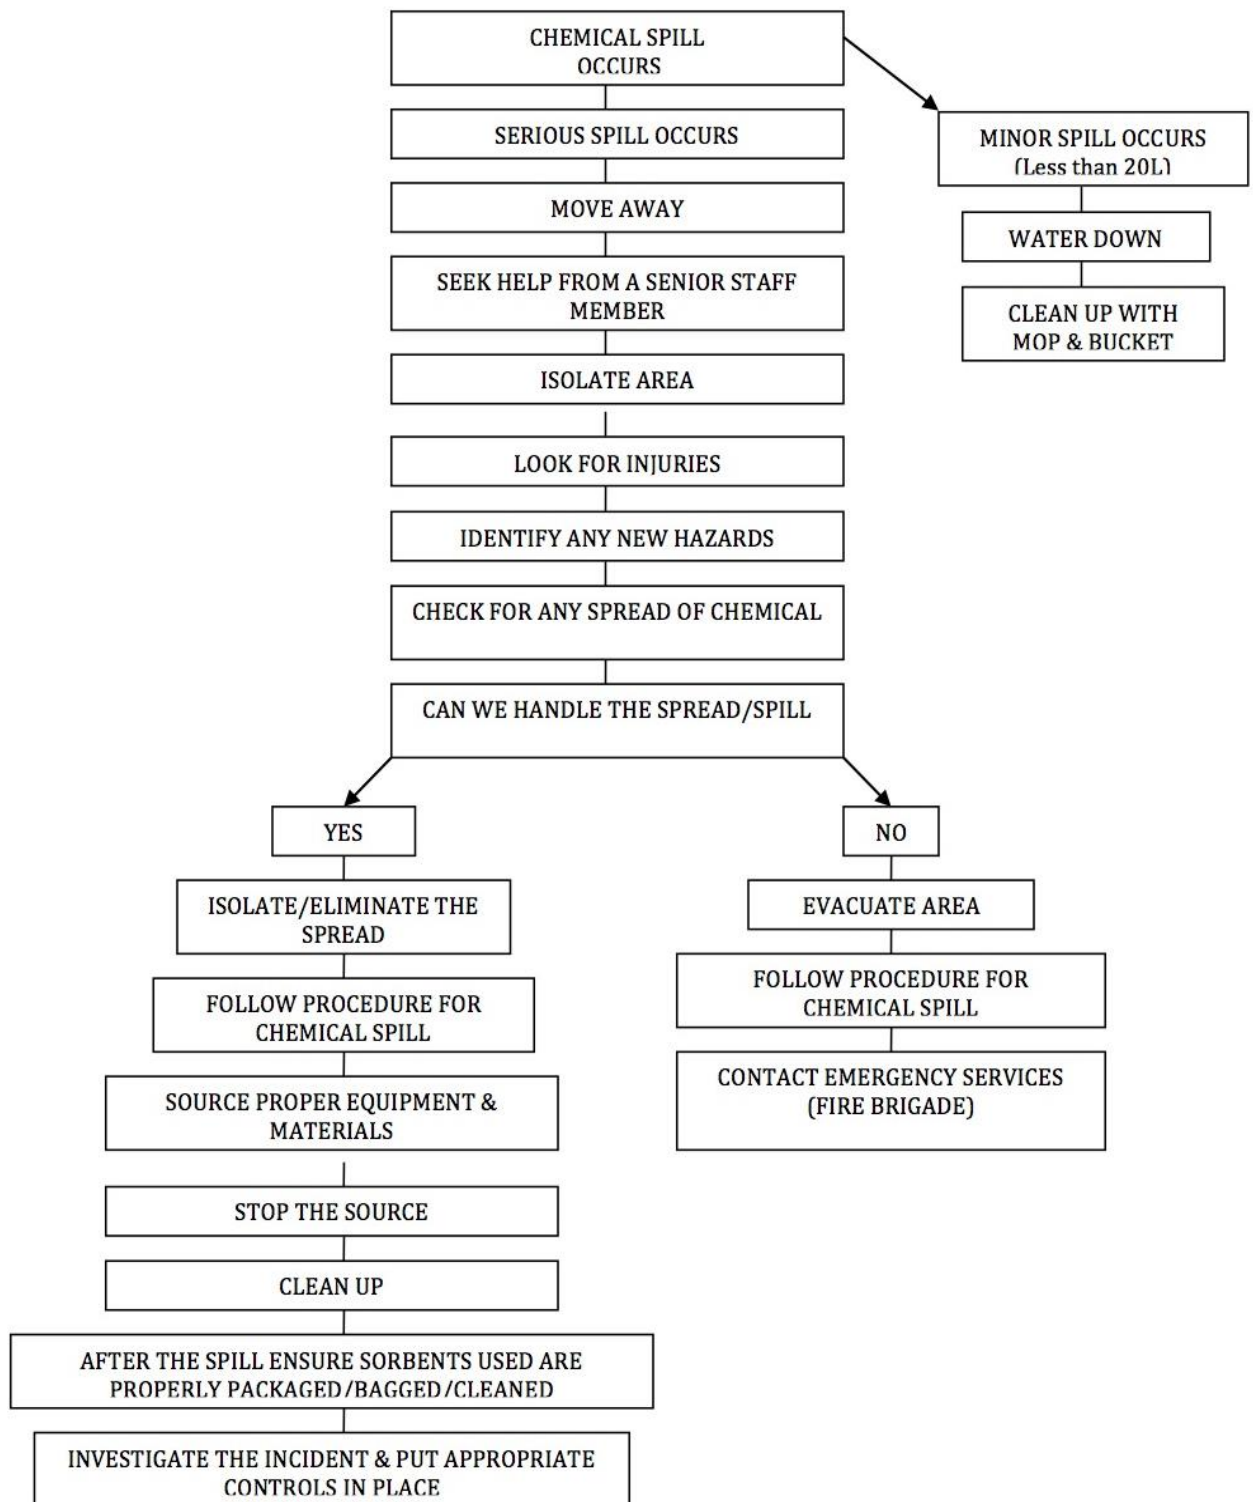 CHEMICAL SPILL
OCCURS
SERIOUS SPILL OCCURS
MINOR SPILL OCCURS
(Less than 20L)
MOVE AWAY
WATER DOWN
SEEK HELP FROM A SENIOR STAFF
MEMBER
CLEAN UP WITH
MOP & BUCKET
ISOLATE AREA
LOOK FOR INJURIES
IDENTIFY ANY NEW HAZARDS
CHECK FOR ANY SPREAD OF CHEMICAL
CAN WE HANDLE THE SPREAD/SPILL
YES
NO
ISOLATE/ELIMINATE THE
SPREAD
EVACUATE AREA
FOLLOW PROCEDURE FOR
CHEMICAL SPILL
FOLLOW PROCEDURE FOR
CHEMICAL SPILL
SOURCE PROPER EQUIPMENT &
MATERIALS
CONTACT EMERGENCY SERVICES
(FIRE BRIGADE)
STOP THE SOURCE
CLEAN UP
AFTER THE SPILL ENSURE SORBENTS USED ARE
PROPERLY PACKAGED/BAGGED/CLEANED
INVESTIGATE THE INCIDENT & PUT APPROPRIATE
CONTROLS IN PLACE